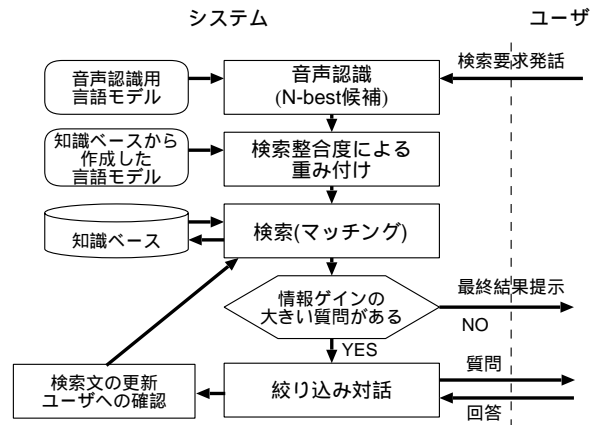 システム
ユーザ
音声認識用
言語モデル
音声認識
(N-best候補)
検索要求発話
知識ベースから
作成した
言語モデル
検索整合度による
重み付け
知識ベース
検索(マッチング)
情報ゲインの
大きい質問がある
最終結果提示
NO
YES
検索文の更新
ユーザへの確認
絞り込み対話
質問
回答